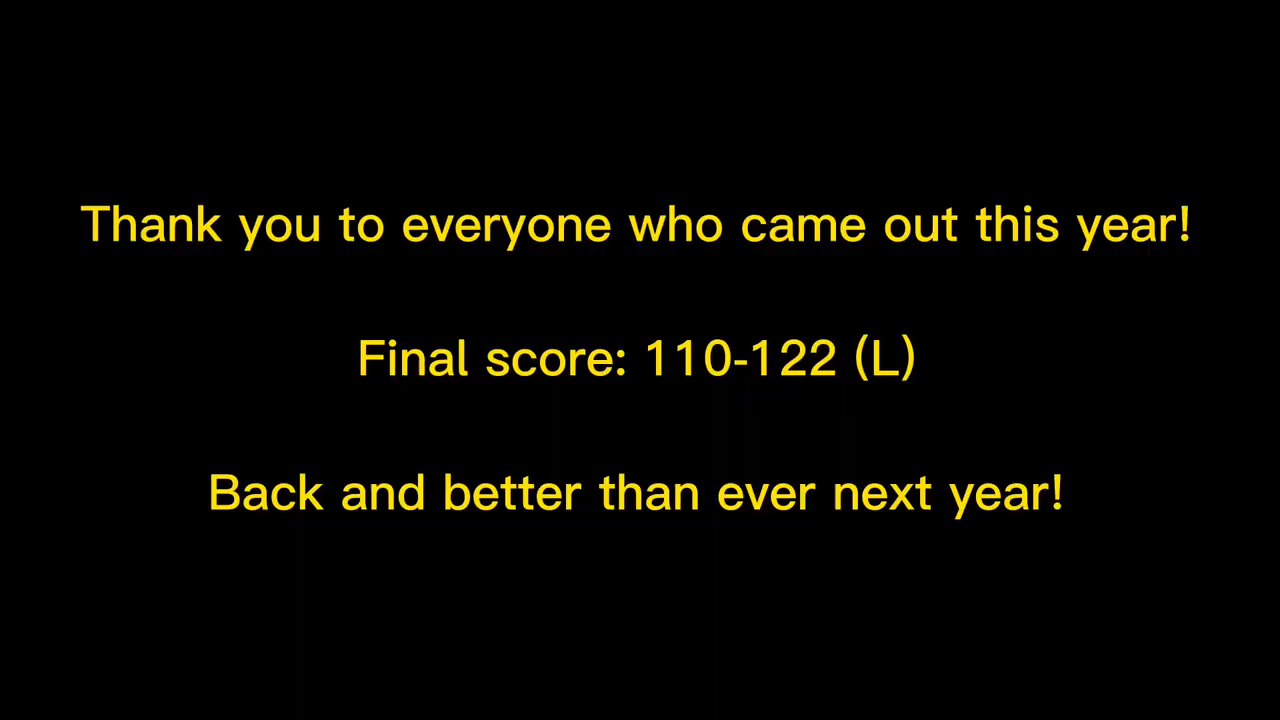 Thank you to everyone who came out this year!
Final score: 110-122 (L)
Back and better than ever next year!